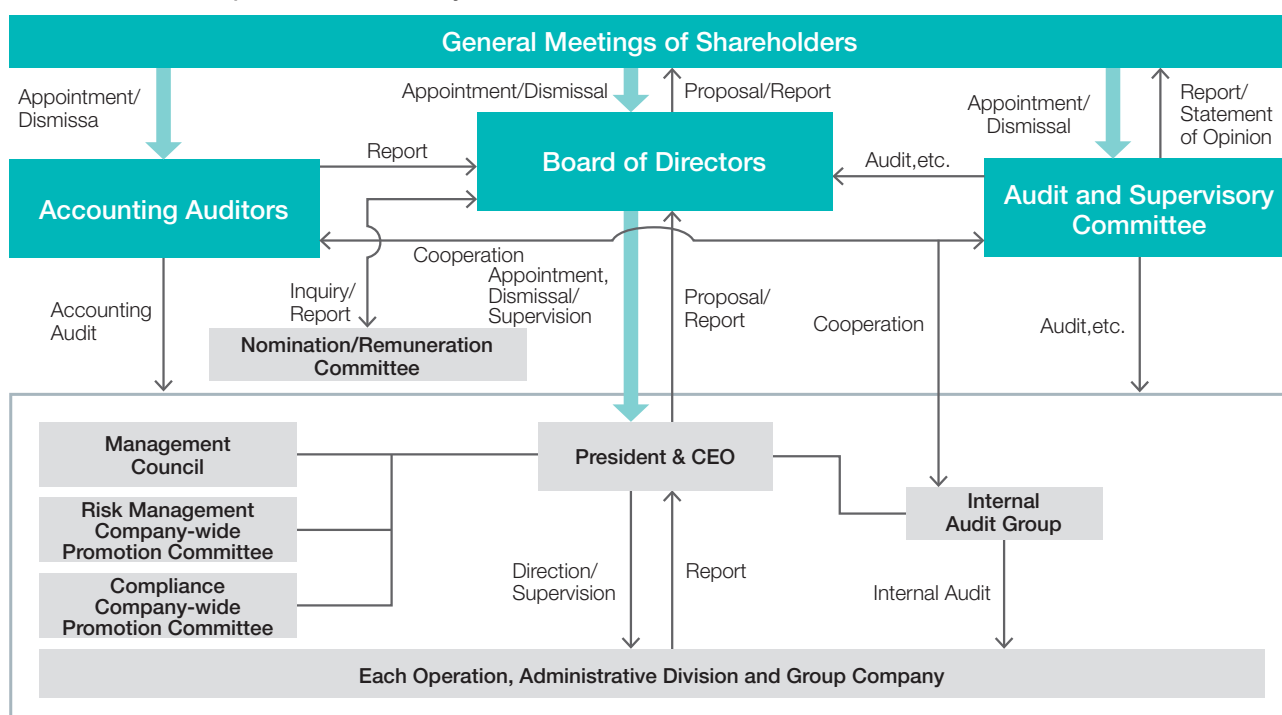 General Meetings of Shareholders
Appointment/
Dismissa
Appointment/Dismissal
Proposal/Report
Appointment/
Dismissal
Report/
Statement
of Opinion
Report
Board of Directors
Audit,etc.
Accounting Auditors
Audit and Supervisory
Committee
Cooperation
Accounting
Audit
Inquiry/
Report
Appointment,
Dismissal/
Supervision
Proposal/
Report
Cooperation
Audit,etc.
Nomination/Remuneration
Committee
Management
Council
President & CEO
Risk Management
Company-wide
Promotion Committee
Internal
Audit Group
Compliance
Company-wide
Promotion Committee
Direction/
Supervision
Report
Internal Audit
Each Operation, Administrative Division and Group Company